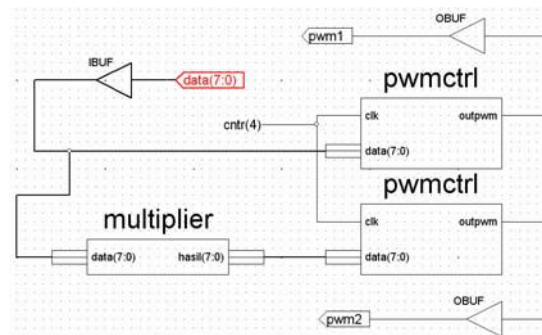 OBUF
pwm1
IBUF
data(7:0)
pwmctrl
cntr(4)
clk
outpwm
data(7:0)
pwmctrl
multiplier
clk
outpwm
data(7:0)
hasil(7:0)
data(7:0)
OBUF
pwm2